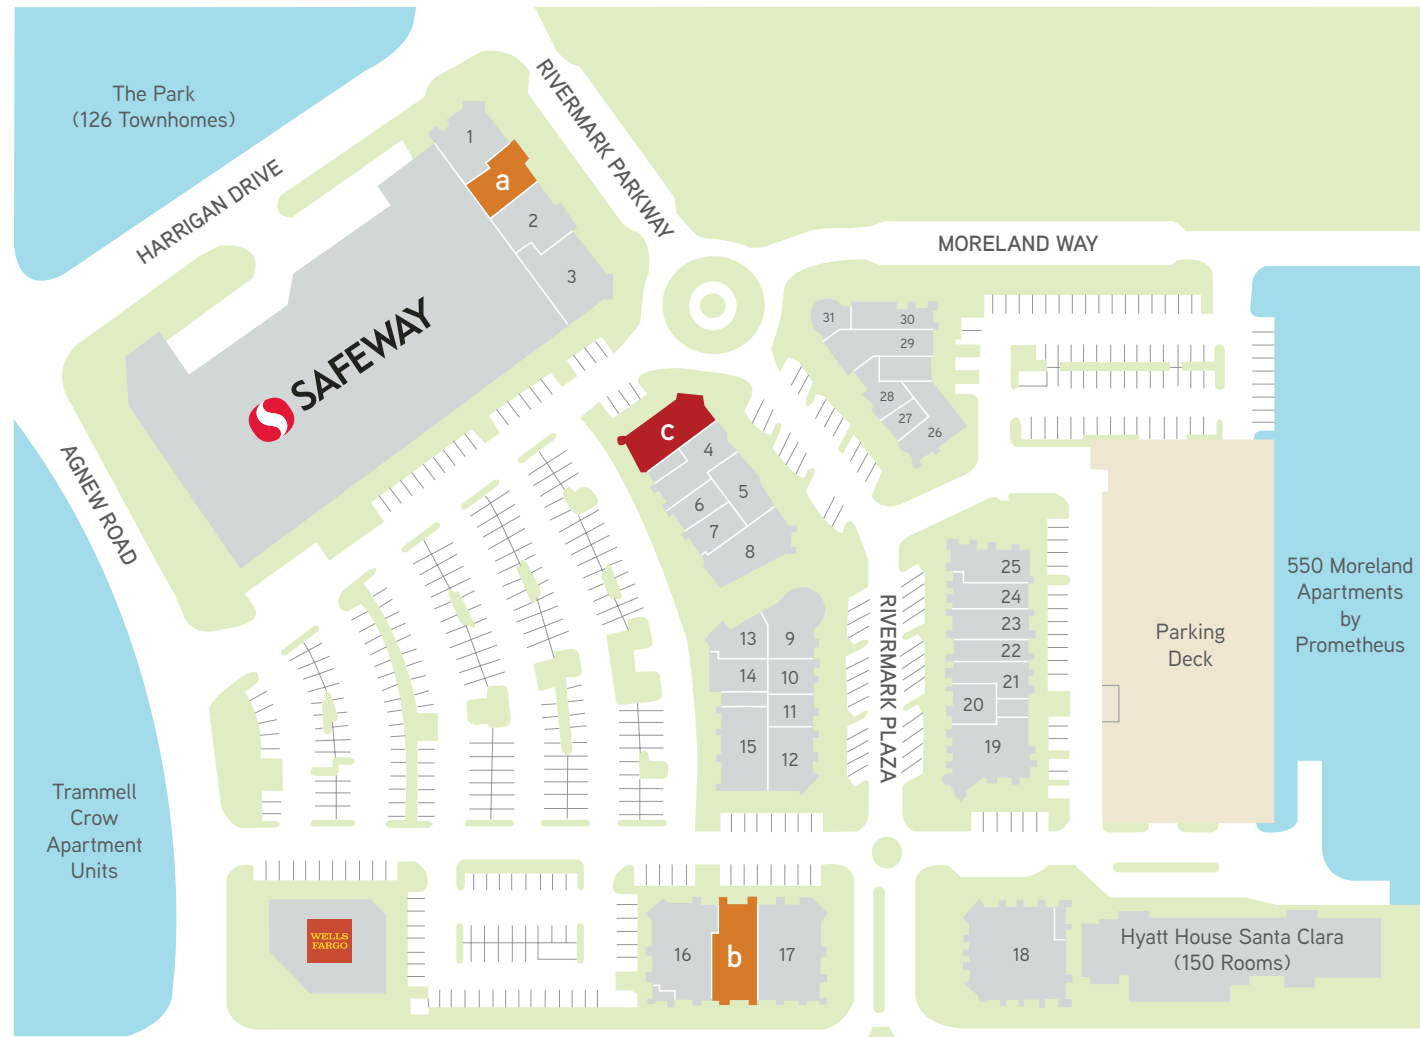 The Park
(126 Townhomes)
RIVERMARK PARKWAY
HARRIGAN DRIVE
MORELAND WAY
AGNEW ROAD
SAFEWAY
1
a
2
3
31
30
29
28
27
26
c
4
5
6
7
8
13
9
14
10
11
15
12
RIVERMARK PLAZA
25
24
23
22
21
20
19
Parking
Deck
550 Moreland
Apartments
by
Prometheus
Trammell
Crow
Apartment
Units
WELLS
FARGO
16
b
17
18
Hyatt House Santa Clara
(150 Rooms)